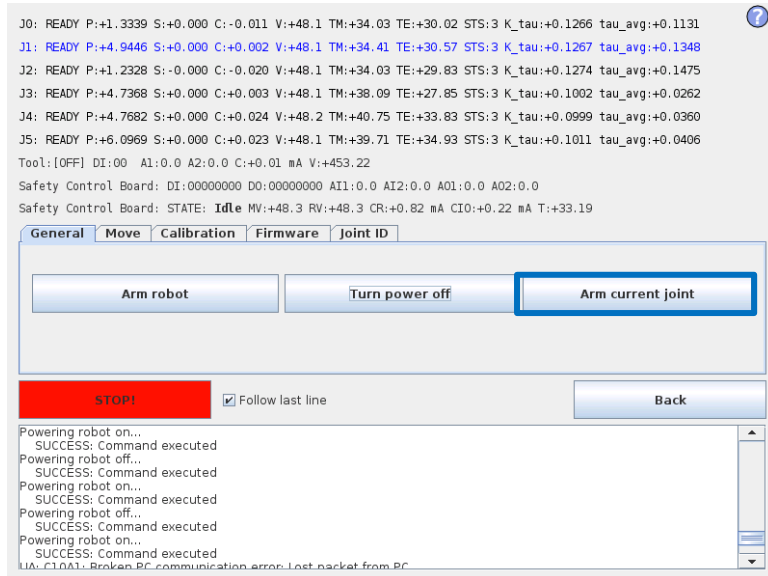 ?
J0: READY P:+1.3339 S:+0.000 C:-0.011 V:+48.1 TM:+34.03 TE:+30.02 STS:3 K_tau:+0.1266 tau_avg:+0.1131
J1: READY P:+4.9446 S:+0.000 C:+0.002 V:+48.1 TM:+34.41 TE:+30.57 STS:3 K_tau:+0.1267 tau_avg:+0.1348
J2: READY P:+1.2328 S:-0.000 C:-0.020 V:+48.1 TM:+34.03 TE:+29.83 STS:3 K_tau:+0.1274 tau_avg:+0.1475
J3: READY P:+4.7368 S:+0.000 C:+0.003 V:+48.1 TM:+38.09 TE:+27.85 STS:3 K_tau:+0.1002 tau_avg:+0.0262
J4: READY P:+4.7682 S:+0.000 C:+0.024 V:+48.2 TM:+40.75 TE:+33.83 STS:3 K_tau:+0.0999 tau_avg:+0.0360
J5: READY P:+6.0969 S:+0.000 C:+0.023 V:+48.1 TM:+39.71 TE:+34.93 STS:3 K_tau:+0.1011 tau_avg:+0.0406
Tool:[OFF] DI:00 A1:0.0 A2:0.0 C:+0.01 mA V:+453.22
Safety Control Board: DI:00000000 DO:00000000 AI1:0.0 AI2:0.0 AO1:0.0 AO2:0.0
Safety Control Board: STATE: Idle MV:+48.3 RV:+48.3 CR:+0.82 mA CIO:+0.22 mA T:+33.19
General Move Calibration Firmware Joint ID
Arm robot Turn power off Arm current joint
STOP! Follow last line Back
Powering robot on...
SUCCESS: Command executed
Powering robot off...
SUCCESS: Command executed
Powering robot on...
SUCCESS: Command executed
Powering robot off...
SUCCESS: Command executed
Powering robot on...
SUCCESS: Command executed
UA: C10A1: Broken PC communication error: Lost packet from PC